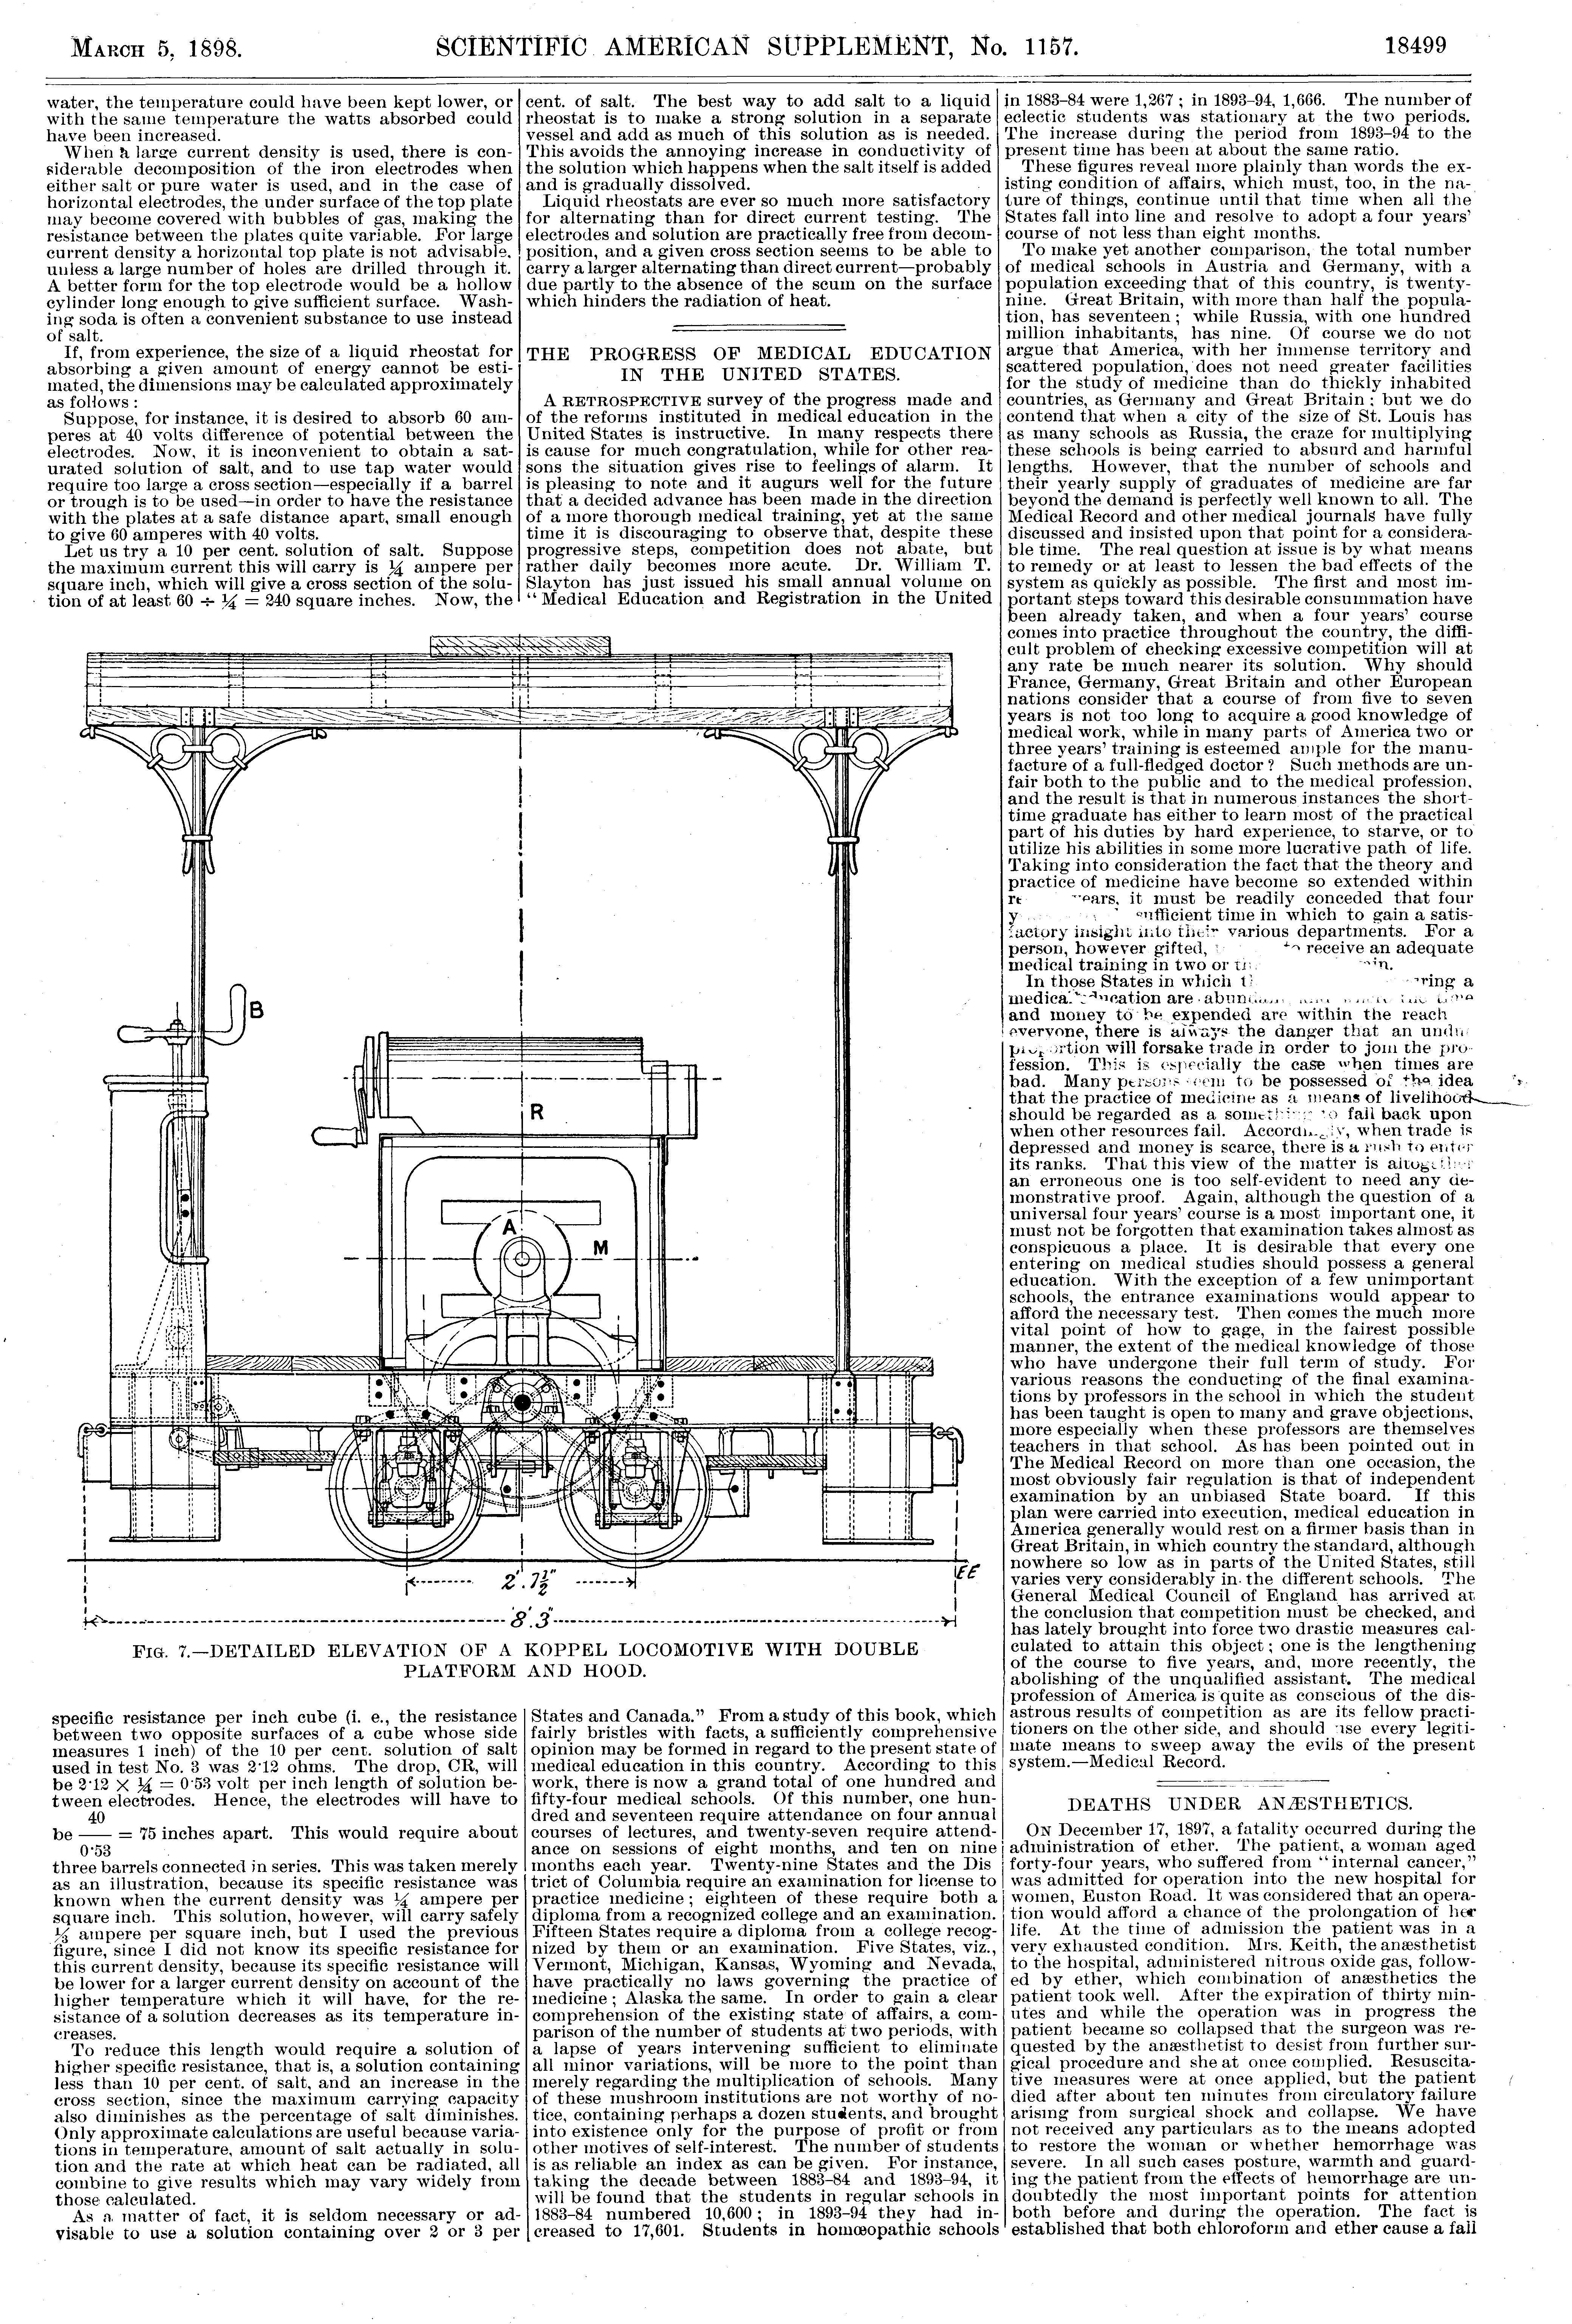 MARCH 5, 1898.
SCIENTIFIC AMERICAN SUPPLEMENT, No. 1157.
18499
water, the temperature could have been kept lower, or
with the same temperature the watts absorbed could
have been increased.
When a large current density is used, there is con-
siderable decomposition of the iron electrodes when
either salt or pure water is used, and in the case of
horizontal electrodes, the under surface of the top plate
may become covered with bubbles of gas, making the
resistance between the plates quite variable. For large
current density a horizontal top plate is not advisable,
unless a large number of holes are drilled through it.
A better form for the top electrode would be a hollow
cylinder long enough to give sufficient surface. Wash-
ing soda is often a convenient substance to use instead
of salt.
If, from experience, the size of a liquid rheostat for
absorbing a given amount of energy cannot be esti-
mated, the dimensions may be calculated approximately
as follows:
Suppose, for instance, it is desired to absorb 60 am-
peres at 40 volts difference of potential between the
electrodes. Now, it is inconvenient to obtain a sat-
urated solution of salt, and to use tap water would
require too large a cross section—especially if a barrel
or trough is to be used—in order to have the resistance
with the plates at a safe distance apart, small enough
to give 60 amperes with 40 volts.
Let us try a 10 per cent. solution of salt. Suppose
the maximum current this will carry is ¼ ampere per
square inch, which will give a cross section of the solu-
tion of at least 60 ÷ ¼ = 240 square inches. Now, the
cent. of salt. The best way to add salt to a liquid
rheostat is to make a strong solution in a separate
vessel and add as much of this solution as is needed.
This avoids the annoying increase in conductivity of
the solution which happens when the salt itself is added
and is gradually dissolved.
Liquid rheostats are ever so much more satisfactory
for alternating than for direct current testing. The
electrodes and solution are practically free from decom-
position, and a given cross section seems to be able to
carry a larger alternating than direct current—probably
due partly to the absence of the scum on the surface
which hinders the radiation of heat.
THE PROGRESS OF MEDICAL EDUCATION
IN THE UNITED STATES.
A RETROSPECTIVE survey of the progress made and
of the reforms instituted in medical education in the
United States is instructive. In many respects there
is cause for much congratulation, while for other rea-
sons the situation gives rise to feelings of alarm. It
is pleasing to note and it augurs well for the future
that a decided advance has been made in the direction
of a more thorough medical training, yet at the same
time it is discouraging to observe that, despite these
progressive steps, competition does not abate, but
rather daily becomes more acute. Dr. William T.
Slayton has just issued his small annual volume on
"Medical Education and Registration in the United
B
R
A
M
2'.7½"
8'.3"
EE
FIG. 7.—DETAILED ELEVATION OF A KOPPEL LOCOMOTIVE WITH DOUBLE
PLATFORM AND HOOD.
specific resistance per inch cube (i. e., the resistance
between two opposite surfaces of a cube whose side
measures 1 inch) of the 10 per cent. solution of salt
used in test No. 3 was 2·12 ohms. The drop, CR, will
be 2·12 × ¼ = 0·53 volt per inch length of solution be-
tween electrodes. Hence, the electrodes will have to
40
be —— = 75 inches apart. This would require about
0·53
three barrels connected in series. This was taken merely
as an illustration, because its specific resistance was
known when the current density was ¼ ampere per
square inch. This solution, however, will carry safely
⅓ ampere per square inch, but I used the previous
figure, since I did not know its specific resistance for
this current density, because its specific resistance will
be lower for a larger current density on account of the
higher temperature which it will have, for the re-
sistance of a solution decreases as its temperature in-
creases.
To reduce this length would require a solution of
higher specific resistance, that is, a solution containing
less than 10 per cent. of salt, and an increase in the
cross section, since the maximum carrying capacity
also diminishes as the percentage of salt diminishes.
Only approximate calculations are useful because varia-
tions in temperature, amount of salt actually in solu-
tion and the rate at which heat can be radiated, all
combine to give results which may vary widely from
those calculated.
As a matter of fact, it is seldom necessary or ad-
visable to use a solution containing over 2 or 3 per
States and Canada." From a study of this book, which
fairly bristles with facts, a sufficiently comprehensive
opinion may be formed in regard to the present state of
medical education in this country. According to this
work, there is now a grand total of one hundred and
fifty-four medical schools. Of this number, one hun-
dred and seventeen require attendance on four annual
courses of lectures, and twenty-seven require attend-
ance on sessions of eight months, and ten on nine
months each year. Twenty-nine States and the Dis
trict of Columbia require an examination for license to
practice medicine; eighteen of these require both a
diploma from a recognized college and an examination.
Fifteen States require a diploma from a college recog-
nized by them or an examination. Five States, viz.,
Vermont, Michigan, Kansas, Wyoming and Nevada,
have practically no laws governing the practice of
medicine; Alaska the same. In order to gain a clear
comprehension of the existing state of affairs, a com-
parison of the number of students at two periods, with
a lapse of years intervening sufficient to eliminate
all minor variations, will be more to the point than
merely regarding the multiplication of schools. Many
of these mushroom institutions are not worthy of no-
tice, containing perhaps a dozen students, and brought
into existence only for the purpose of profit or from
other motives of self-interest. The number of students
is as reliable an index as can be given. For instance,
taking the decade between 1883-84 and 1893-94, it
will be found that the students in regular schools in
1883-84 numbered 10,600; in 1893-94 they had in-
creased to 17,601. Students in homœopathic schools
in 1883-84 were 1,267; in 1893-94, 1,666. The number of
eclectic students was stationary at the two periods.
The increase during the period from 1893-94 to the
present time has been at about the same ratio.
These figures reveal more plainly than words the ex-
isting condition of affairs, which must, too, in the na-
ture of things, continue until that time when all the
States fall into line and resolve to adopt a four years'
course of not less than eight months.
To make yet another comparison, the total number
of medical schools in Austria and Germany, with a
population exceeding that of this country, is twenty-
nine. Great Britain, with more than half the popula-
tion, has seventeen; while Russia, with one hundred
million inhabitants, has nine. Of course we do not
argue that America, with her immense territory and
scattered population, does not need greater facilities
for the study of medicine than do thickly inhabited
countries, as Germany and Great Britain; but we do
contend that when a city of the size of St. Louis has
as many schools as Russia, the craze for multiplying
these schools is being carried to absurd and harmful
lengths. However, that the number of schools and
their yearly supply of graduates of medicine are far
beyond the demand is perfectly well known to all. The
Medical Record and other medical journals have fully
discussed and insisted upon that point for a considera-
ble time. The real question at issue is by what means
to remedy or at least to lessen the bad effects of the
system as quickly as possible. The first and most im-
portant steps toward this desirable consummation have
been already taken, and when a four years' course
comes into practice throughout the country, the diffi-
cult problem of checking excessive competition will at
any rate be much nearer its solution. Why should
France, Germany, Great Britain and other European
nations consider that a course of from five to seven
years is not too long to acquire a good knowledge of
medical work, while in many parts of America two or
three years' training is esteemed ample for the manu-
facture of a full-fledged doctor? Such methods are un-
fair both to the public and to the medical profession,
and the result is that in numerous instances the short-
time graduate has either to learn most of the practical
part of his duties by hard experience, to starve, or to
utilize his abilities in some more lucrative path of life.
Taking into consideration the fact that the theory and
practice of medicine have become so extended within
it must be readily conceded that four
sufficient time in which to gain a satis-
factory insight into their various departments. For a
person, however gifted, to receive an adequate
medical training in two or
In those States in which
medical education are
and money to be expended are within the reach
everyone, there is always the danger that an
proportion will forsake trade in order to join the pro-
fession. This is especially the case when times are
bad. Many persons seem to be possessed of the idea
that the practice of medicine as a means of livelihood
should be regarded as a something to fall back upon
when other resources fail. Accordingly, when trade is
depressed and money is scarce, there is a rush to enter
its ranks. That this view of the matter is altogether
an erroneous one is too self-evident to need any de-
monstrative proof. Again, although the question of a
universal four years' course is a most important one, it
must not be forgotten that examination takes almost as
conspicuous a place. It is desirable that every one
entering on medical studies should possess a general
education. With the exception of a few unimportant
schools, the entrance examinations would appear to
afford the necessary test. Then comes the much more
vital point of how to gage, in the fairest possible
manner, the extent of the medical knowledge of those
who have undergone their full term of study. For
various reasons the conducting of the final examina-
tions by professors in the school in which the student
has been taught is open to many and grave objections,
more especially when these professors are themselves
teachers in that school. As has been pointed out in
The Medical Record on more than one occasion, the
most obviously fair regulation is that of independent
examination by an unbiased State board. If this
plan were carried into execution, medical education in
America generally would rest on a firmer basis than in
Great Britain, in which country the standard, although
nowhere so low as in parts of the United States, still
varies very considerably in the different schools. The
General Medical Council of England has arrived at
the conclusion that competition must be checked, and
has lately brought into force two drastic measures cal-
culated to attain this object; one is the lengthening
of the course to five years, and, more recently, the
abolishing of the unqualified assistant. The medical
profession of America is quite as conscious of the dis-
astrous results of competition as are its fellow practi-
tioners on the other side, and should use every legiti-
mate means to sweep away the evils of the present
system.—Medical Record.
DEATHS UNDER ANÆSTHETICS.
ON December 17, 1897, a fatality occurred during the
administration of ether. The patient, a woman aged
forty-four years, who suffered from "internal cancer,"
was admitted for operation into the new hospital for
women, Euston Road. It was considered that an opera-
tion would afford a chance of the prolongation of her
life. At the time of admission the patient was in a
very exhausted condition. Mrs. Keith, the anæsthetist
to the hospital, administered nitrous oxide gas, follow-
ed by ether, which combination of anæsthetics the
patient took well. After the expiration of thirty min-
utes and while the operation was in progress the
patient became so collapsed that the surgeon was re-
quested by the anæsthetist to desist from further sur-
gical procedure and she at once complied. Resuscita-
tive measures were at once applied, but the patient
died after about ten minutes from circulatory failure
arising from surgical shock and collapse. We have
not received any particulars as to the means adopted
to restore the woman or whether hemorrhage was
severe. In all such cases posture, warmth and guard-
ing the patient from the effects of hemorrhage are un-
doubtedly the most important points for attention
both before and during the operation. The fact is
established that both chloroform and ether cause a fall